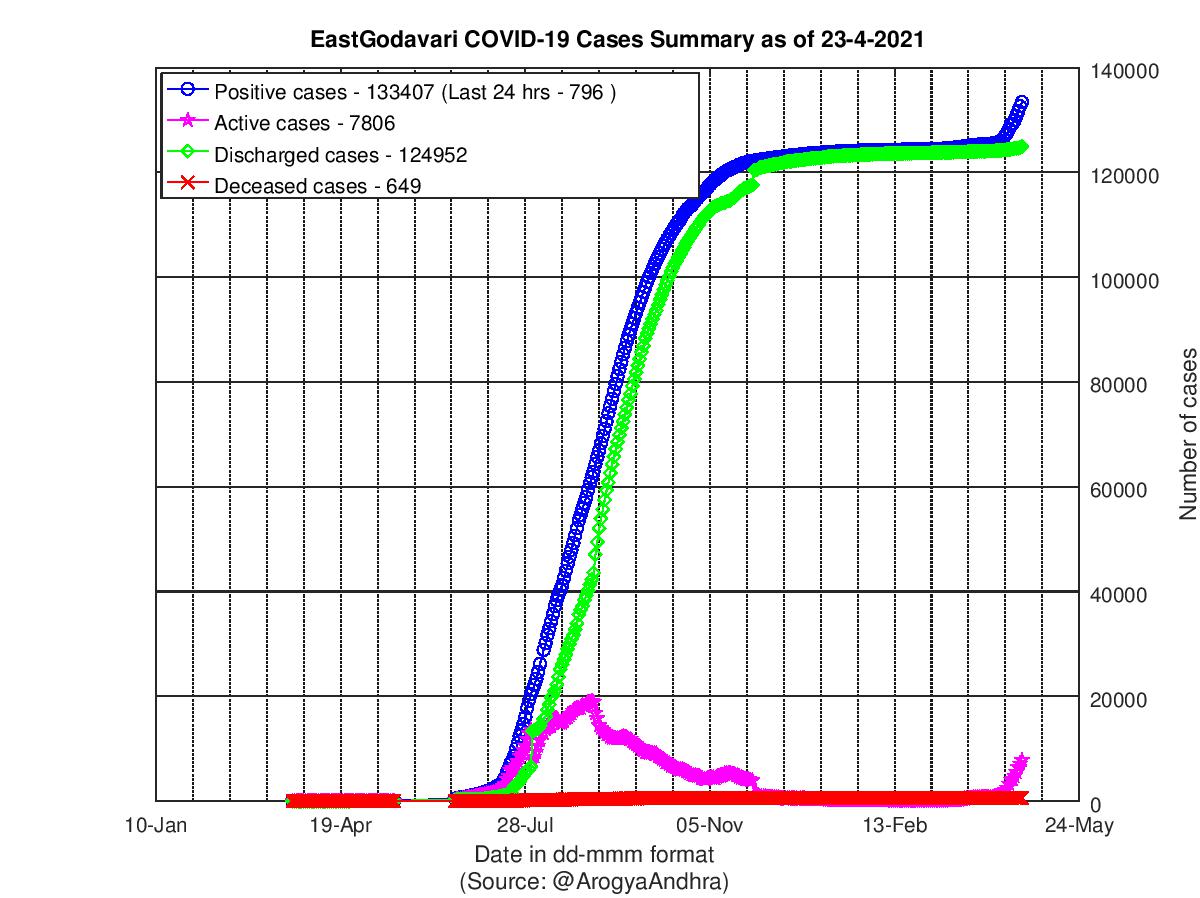 EastGodavari COVID-19 Cases Summary as of 23-4-2021
Positive cases - 133407 (Last 24 hrs - 796 )
Active cases - 7806
Discharged cases - 124952
Deceased cases - 649
140000
120000
100000
80000
60000
40000
20000
0
Number of cases
10-Jan 19-Apr 28-Jul 05-Nov 13-Feb 24-May
Date in dd-mmm format
(Source: @ArogyaAndhra)